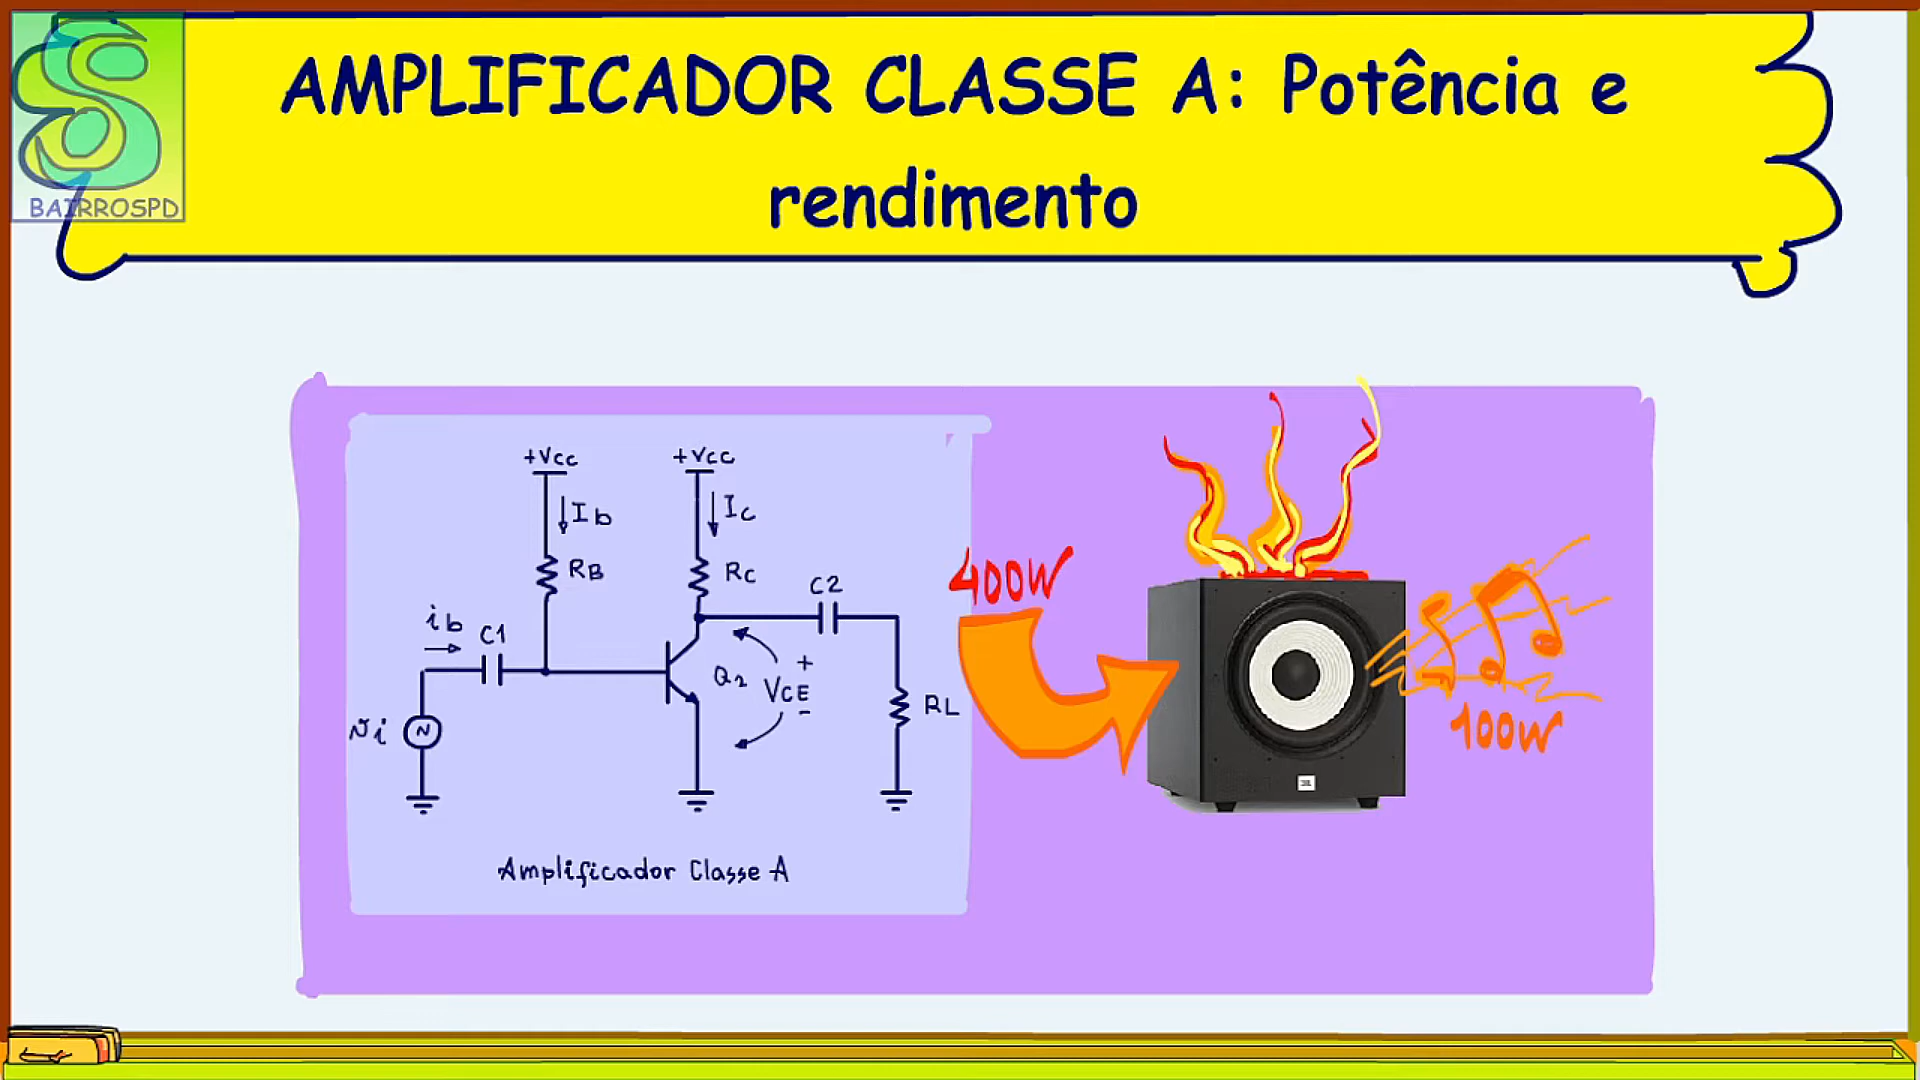 AMPLIFICADOR CLASSE A: Potência e
rendimento
BAIRROSPD
+Vcc
+Vcc
Ib
Ic
RB
Rc
C2
ib
C1
400W
+
Q1
VCE
-
RL
vi
N
100W
JBL
Amplificador Classe A